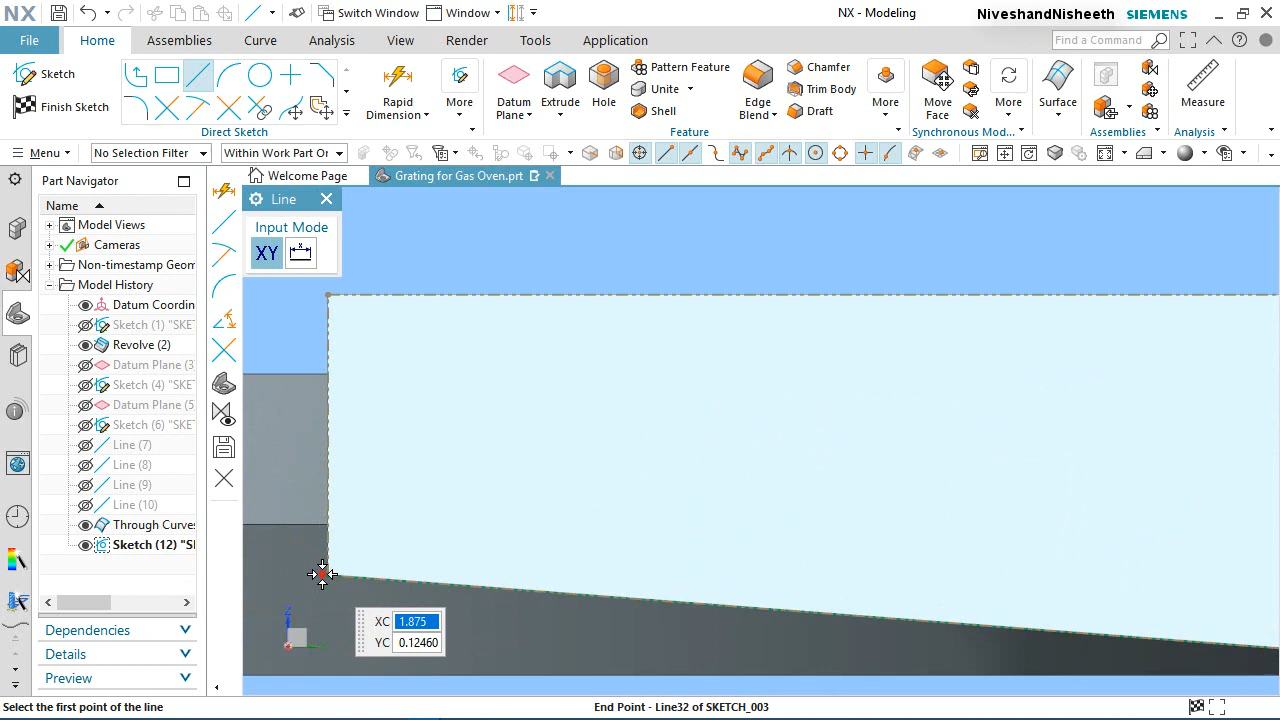 NX Switch Window Window NX - Modeling NiveshandNisheeth SIEMENS
File Home Assemblies Curve Analysis View Render Tools Application Find a Command
Sketch
Finish Sketch
Direct Sketch
Rapid Dimension
More
Datum Plane
Extrude
Hole
Pattern Feature
Unite
Shell
Edge Blend
Chamfer
Trim Body
Draft
More
Feature
Move Face
More
Synchronous Mod...
Surface
Assemblies
Measure
Analysis
Menu No Selection Filter Within Work Part Or
Part Navigator
Welcome Page Grating for Gas Oven.prt
Name
Model Views
Cameras
Non-timestamp Geom
Model History
Datum Coordin
Sketch (1) "SKE
Revolve (2)
Datum Plane (3
Sketch (4) "SKE
Datum Plane (5
Sketch (6) "SKE
Line (7)
Line (8)
Line (9)
Line (10)
Through Curves
Sketch (12) "SI
Dependencies
Details
Preview
Line
Input Mode
XY
XC 1.875
YC 0.12460
Select the first point of the line End Point - Line32 of SKETCH_003